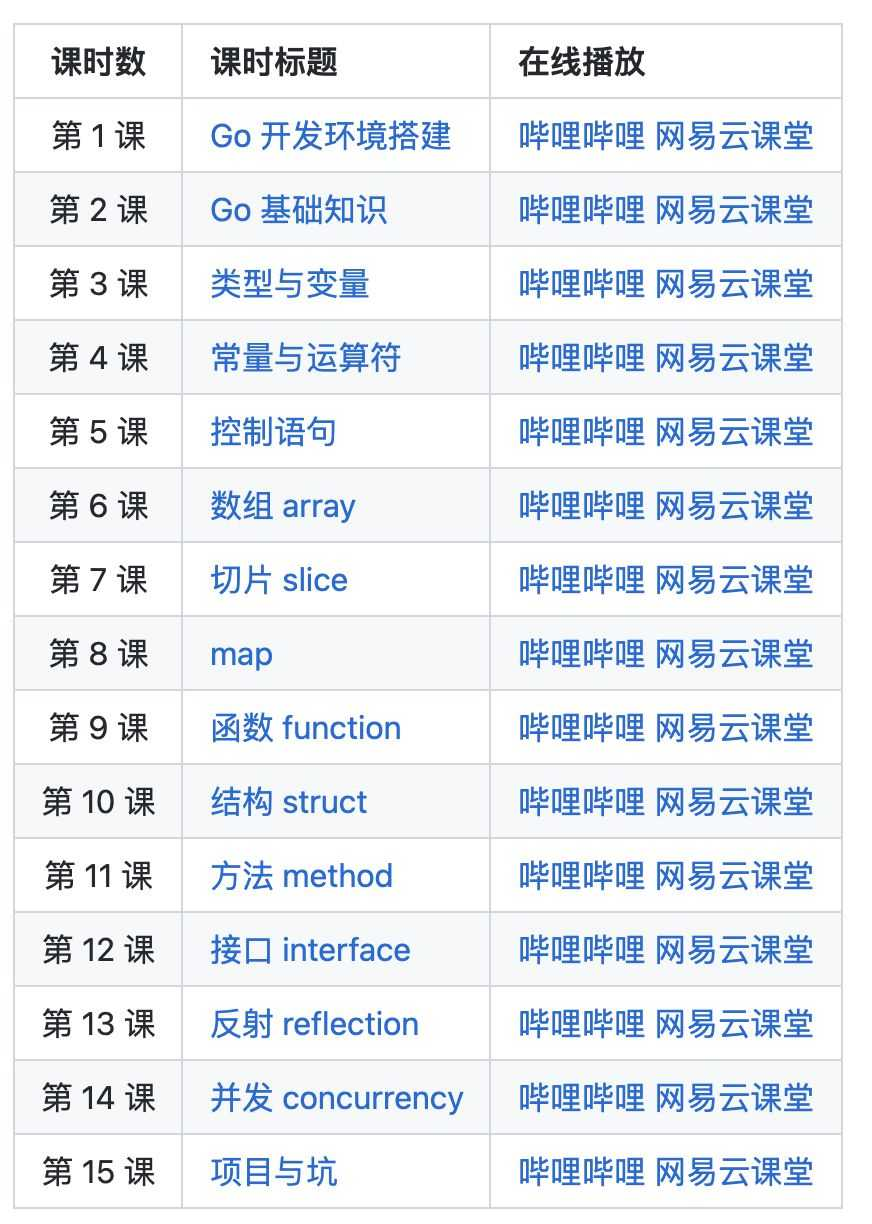 课时数 课时标题 在线播放
第 1 课 Go 开发环境搭建 哔哩哔哩 网易云课堂
第 2 课 Go 基础知识 哔哩哔哩 网易云课堂
第 3 课 类型与变量 哔哩哔哩 网易云课堂
第 4 课 常量与运算符 哔哩哔哩 网易云课堂
第 5 课 控制语句 哔哩哔哩 网易云课堂
第 6 课 数组 array 哔哩哔哩 网易云课堂
第 7 课 切片 slice 哔哩哔哩 网易云课堂
第 8 课 map 哔哩哔哩 网易云课堂
第 9 课 函数 function 哔哩哔哩 网易云课堂
第 10 课 结构 struct 哔哩哔哩 网易云课堂
第 11 课 方法 method 哔哩哔哩 网易云课堂
第 12 课 接口 interface 哔哩哔哩 网易云课堂
第 13 课 反射 reflection 哔哩哔哩 网易云课堂
第 14 课 并发 concurrency 哔哩哔哩 网易云课堂
第 15 课 项目与坑 哔哩哔哩 网易云课堂